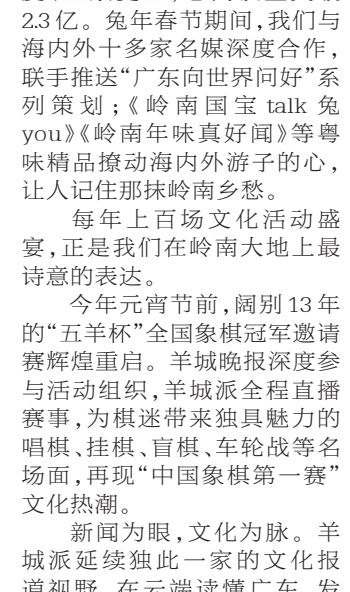 2.3 亿。兔年春节期间,我们与
海内外十多家名媒深度合作,
联手推送“广东向世界问好”系
列策划;《岭南国宝 talk 兔
you》《岭南年味真好闻》等粤
味精品撩动海内外游子的心,
让人记住那抹岭南乡愁。
每年上百场文化活动盛
宴,正是我们在岭南大地上最
诗意的表达。
今年元宵节前,阔别 13 年
的“五羊杯”全国象棋冠军邀请
赛辉煌重启。羊城晚报深度参
与活动组织,羊城派全程直播
赛事,为棋迷带来独具魅力的
唱棋、挂棋、盲棋、车轮战等名
场面,再现“中国象棋第一赛”
文化热潮。
新闻为眼,文化为脉。羊
城派延续独此一家的文化报
道视野,在云端读懂广东,发